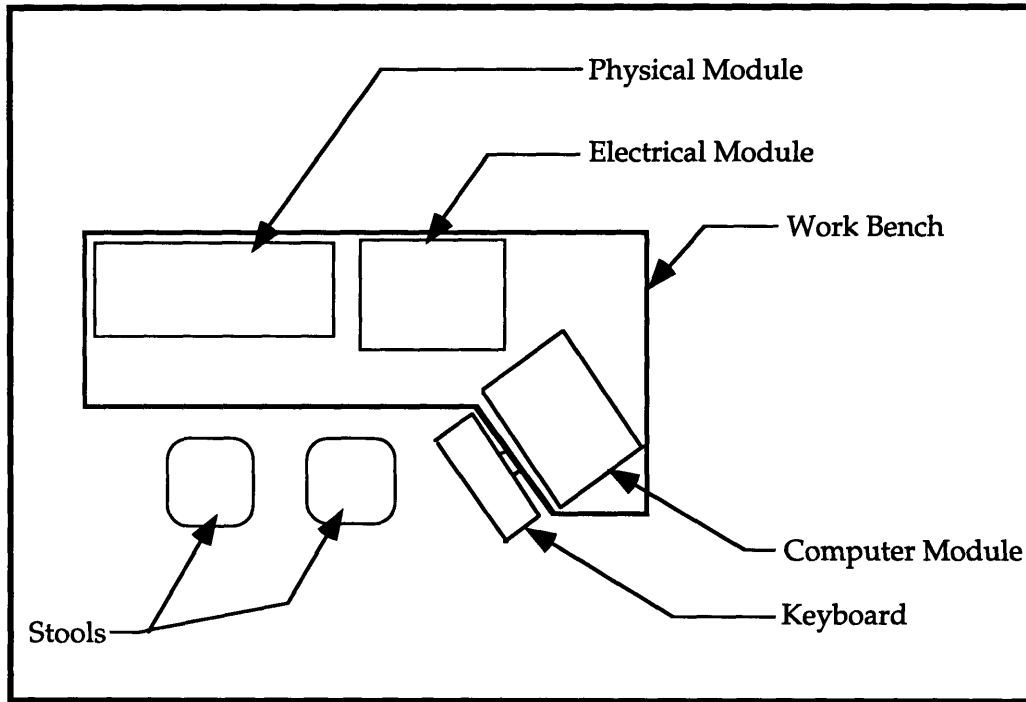 Physical Module
Electrical Module
Work Bench
Computer Module
Keyboard
Stools